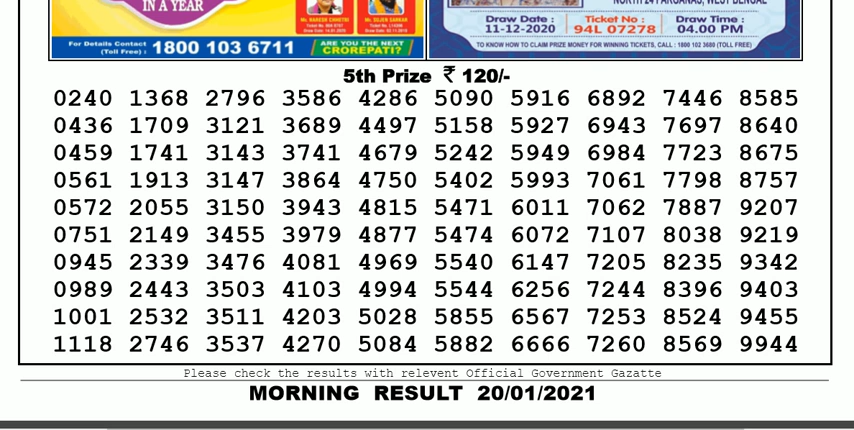 IN A YEAR
For Details Contact (Toll Free) : 1800 103 6711
ARE YOU THE NEXT CROREPATI?
NORTH 24 PARGANAS, WEST BENGAL
Draw Date : 11-12-2020
Ticket No : 94L 07278
Draw Time : 04.00 PM
TO KNOW HOW TO CLAIM PRIZE MONEY FOR WINNING TICKETS, CALL : 1800 102 3680 (TOLL FREE)
5th Prize ₹ 120/-
0240 1368 2796 3586 4286 5090 5916 6892 7446 8585
0436 1709 3121 3689 4497 5158 5927 6943 7697 8640
0459 1741 3143 3741 4679 5242 5949 6984 7723 8675
0561 1913 3147 3864 4750 5402 5993 7061 7798 8757
0572 2055 3150 3943 4815 5471 6011 7062 7887 9207
0751 2149 3455 3979 4877 5474 6072 7107 8038 9219
0945 2339 3476 4081 4969 5540 6147 7205 8235 9342
0989 2443 3503 4103 4994 5544 6256 7244 8396 9403
1001 2532 3511 4203 5028 5855 6567 7253 8524 9455
1118 2746 3537 4270 5084 5882 6666 7260 8569 9944
Please check the results with relevent Official Government Gazatte
MORNING RESULT 20/01/2021